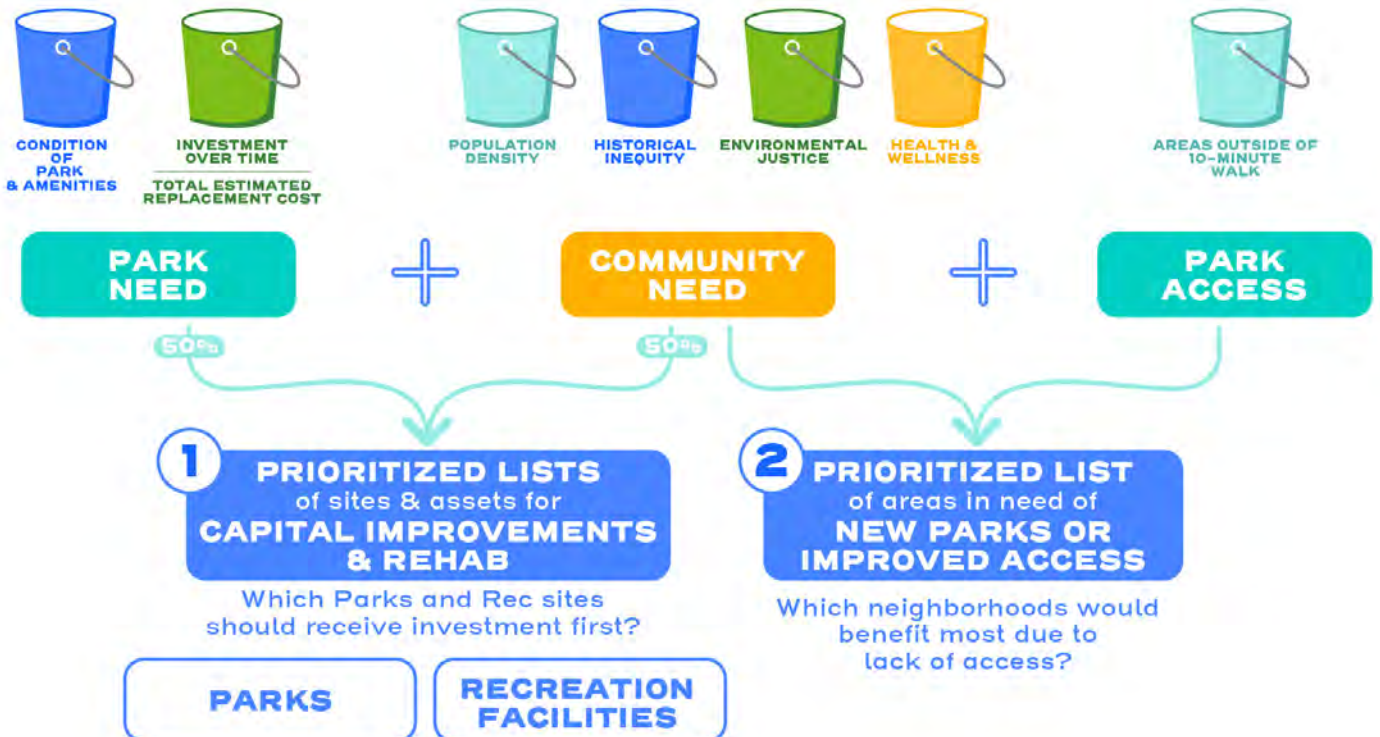 CONDITION
OF
PARK
& AMENITIES
INVESTMENT
OVER TIME
TOTAL ESTIMATED
REPLACEMENT COST
POPULATION
DENSITY
HISTORICAL
INEQUITY
ENVIRONMENTAL
JUSTICE
HEALTH &
WELLNESS
AREAS OUTSIDE OF
10-MINUTE
WALK
PARK
NEED
+
COMMUNITY
NEED
+
PARK
ACCESS
50%
50%
1
PRIORITIZED LISTS
of sites & assets for
CAPITAL IMPROVEMENTS
& REHAB
Which Parks and Rec sites
should receive investment first?
PARKS
RECREATION
FACILITIES
2
PRIORITIZED LIST
of areas in need of
NEW PARKS OR
IMPROVED ACCESS
Which neighborhoods would
benefit most due to
lack of access?